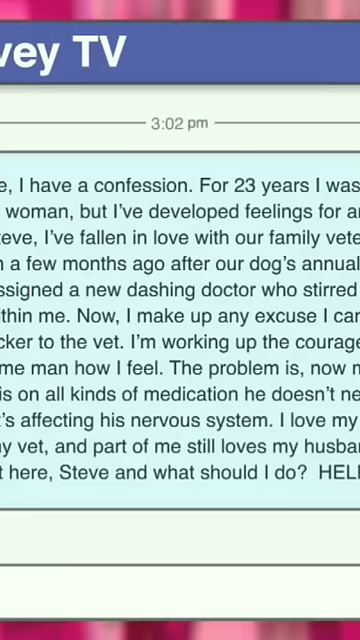 vey TV
3:02 pm
e, I have a confession. For 23 years I was
woman, but I've developed feelings for a
teve, I've fallen in love with our family vete
a few months ago after our dog's annual
ssigned a new dashing doctor who stirred
thin me. Now, I make up any excuse I can
cker to the vet. I'm working up the courage
me man how I feel. The problem is, now m
is on all kinds of medication he doesn't ne
t's affecting his nervous system. I love my
y vet, and part of me still loves my husba
t here, Steve and what should I do? HEL